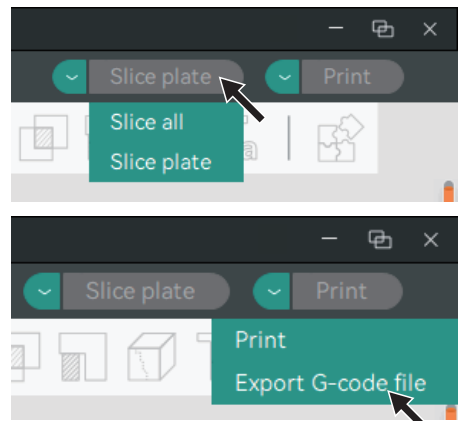 Slice plate Print
Slice all
Slice plate
Slice plate Print
Print
Export G-code file